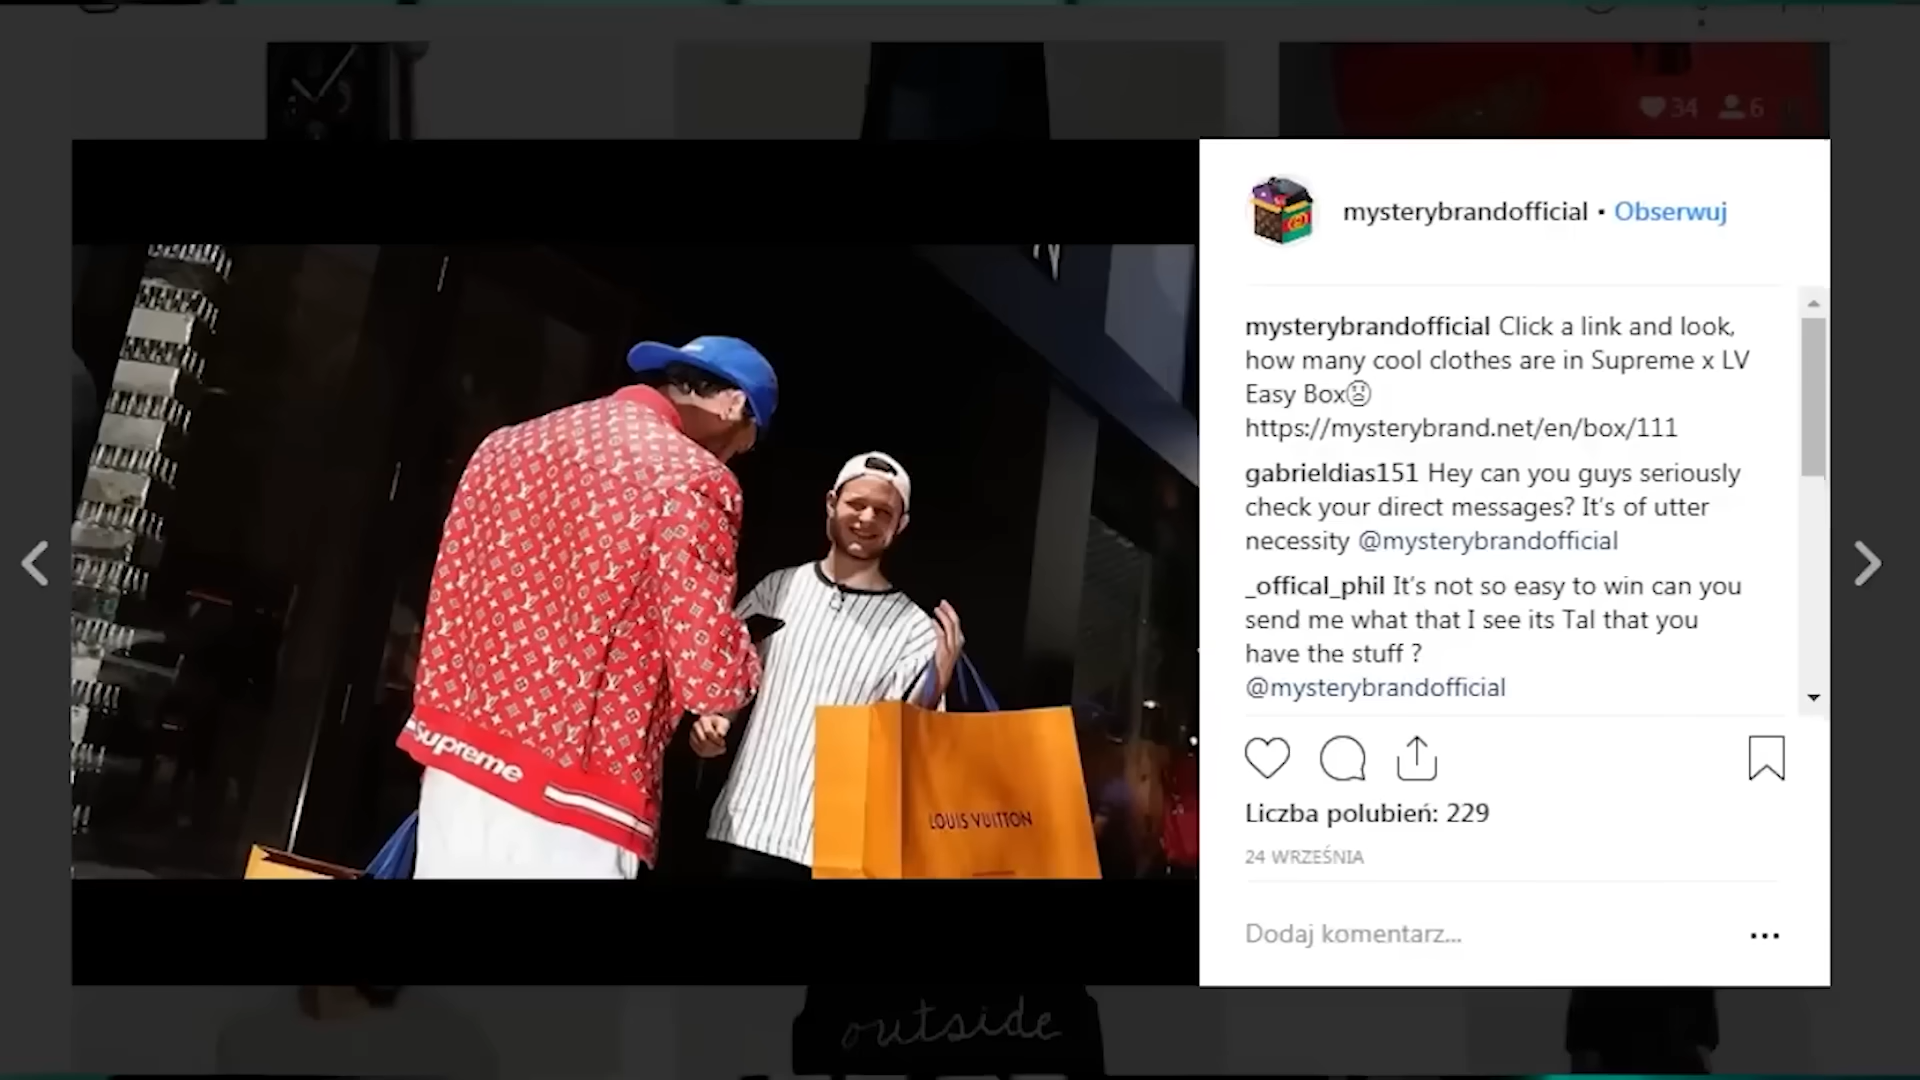 34 6
mysterybrandofficial • Obserwuj
mysterybrandofficial Click a link and look,
how many cool clothes are in Supreme x LV
Easy Box
https://mysterybrand.net/en/box/111
gabrieldias151 Hey can you guys seriously
check your direct messages? It's of utter
necessity @mysterybrandofficial
_offical_phil It's not so easy to win can you
send me what that I see its Tal that you
have the stuff ?
@mysterybrandofficial
Liczba polubień: 229
24 WRZEŚNIA
Dodaj komentarz...
Supreme
LOUIS VUITTON
outside